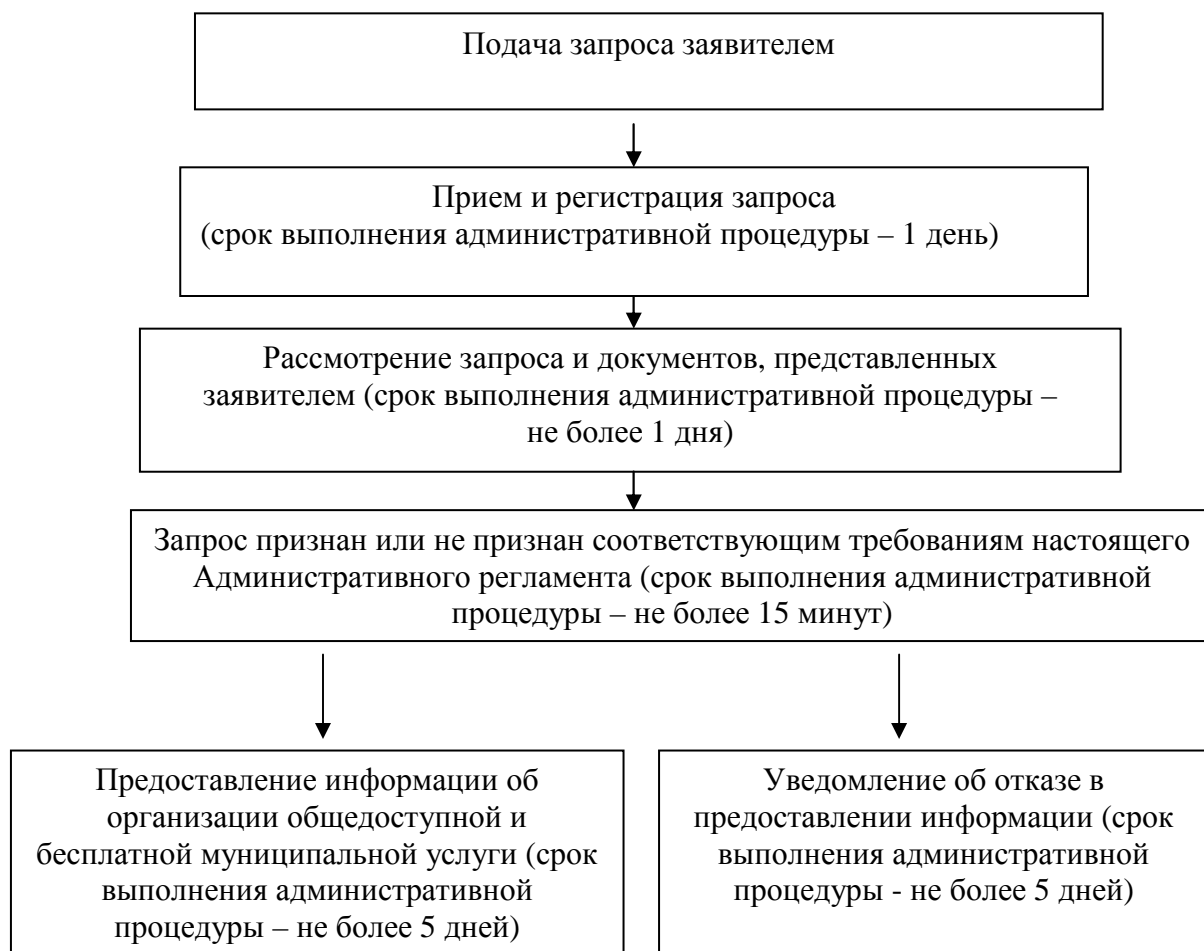 Подача запроса заявителем
Прием и регистрация запроса
(срок выполнения административной процедуры – 1 день)
Рассмотрение запроса и документов, представленных
заявителем (срок выполнения административной процедуры –
не более 1 дня)
Запрос признан или не признан соответствующим требованиям настоящего
Административного регламента (срок выполнения административной
процедуры – не более 15 минут)
Предоставление информации об
организации общедоступной и
бесплатной муниципальной услуги (срок
выполнения административной
процедуры – не более 5 дней)
Уведомление об отказе в
предоставлении информации (срок
выполнения административной
процедуры - не более 5 дней)